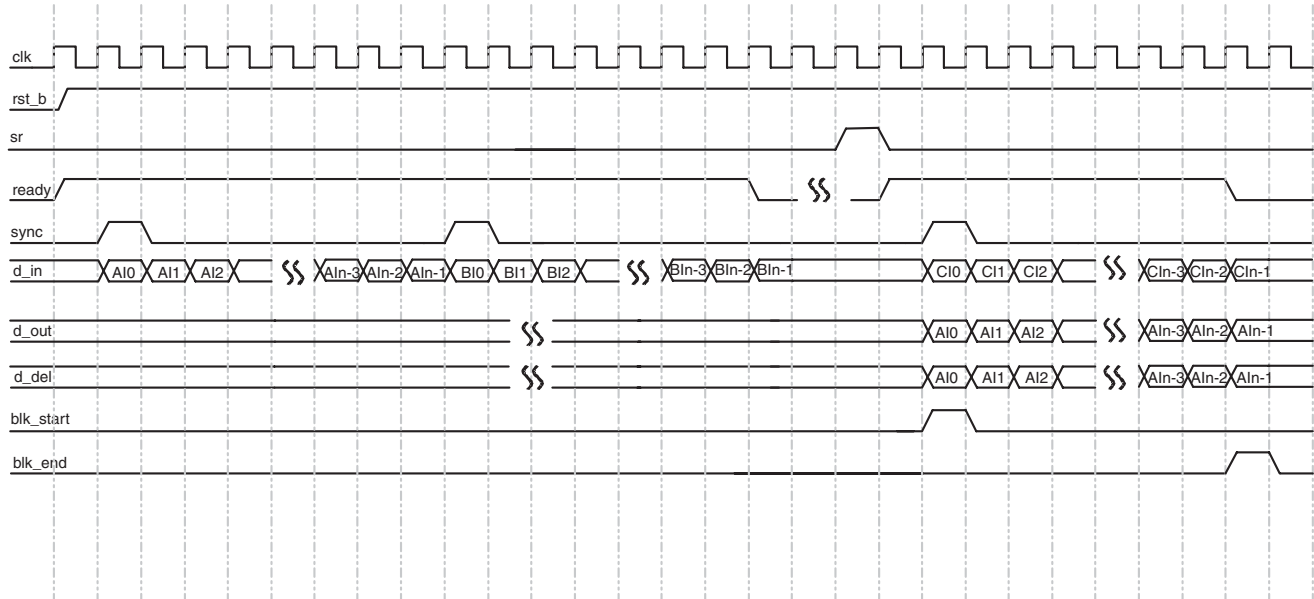 clk
rst_b
sr
ready
sync
d_in AI0 AI1 AI2 AIn-3 AIn-2 AIn-1 BI0 BI1 BI2 BIn-3 BIn-2 BIn-1 CI0 CI1 CI2 CIn-3 CIn-2 CIn-1
d_out AI0 AI1 AI2 AIn-3 AIn-2 AIn-1
d_del AI0 AI1 AI2 AIn-3 AIn-2 AIn-1
blk_start
blk_end